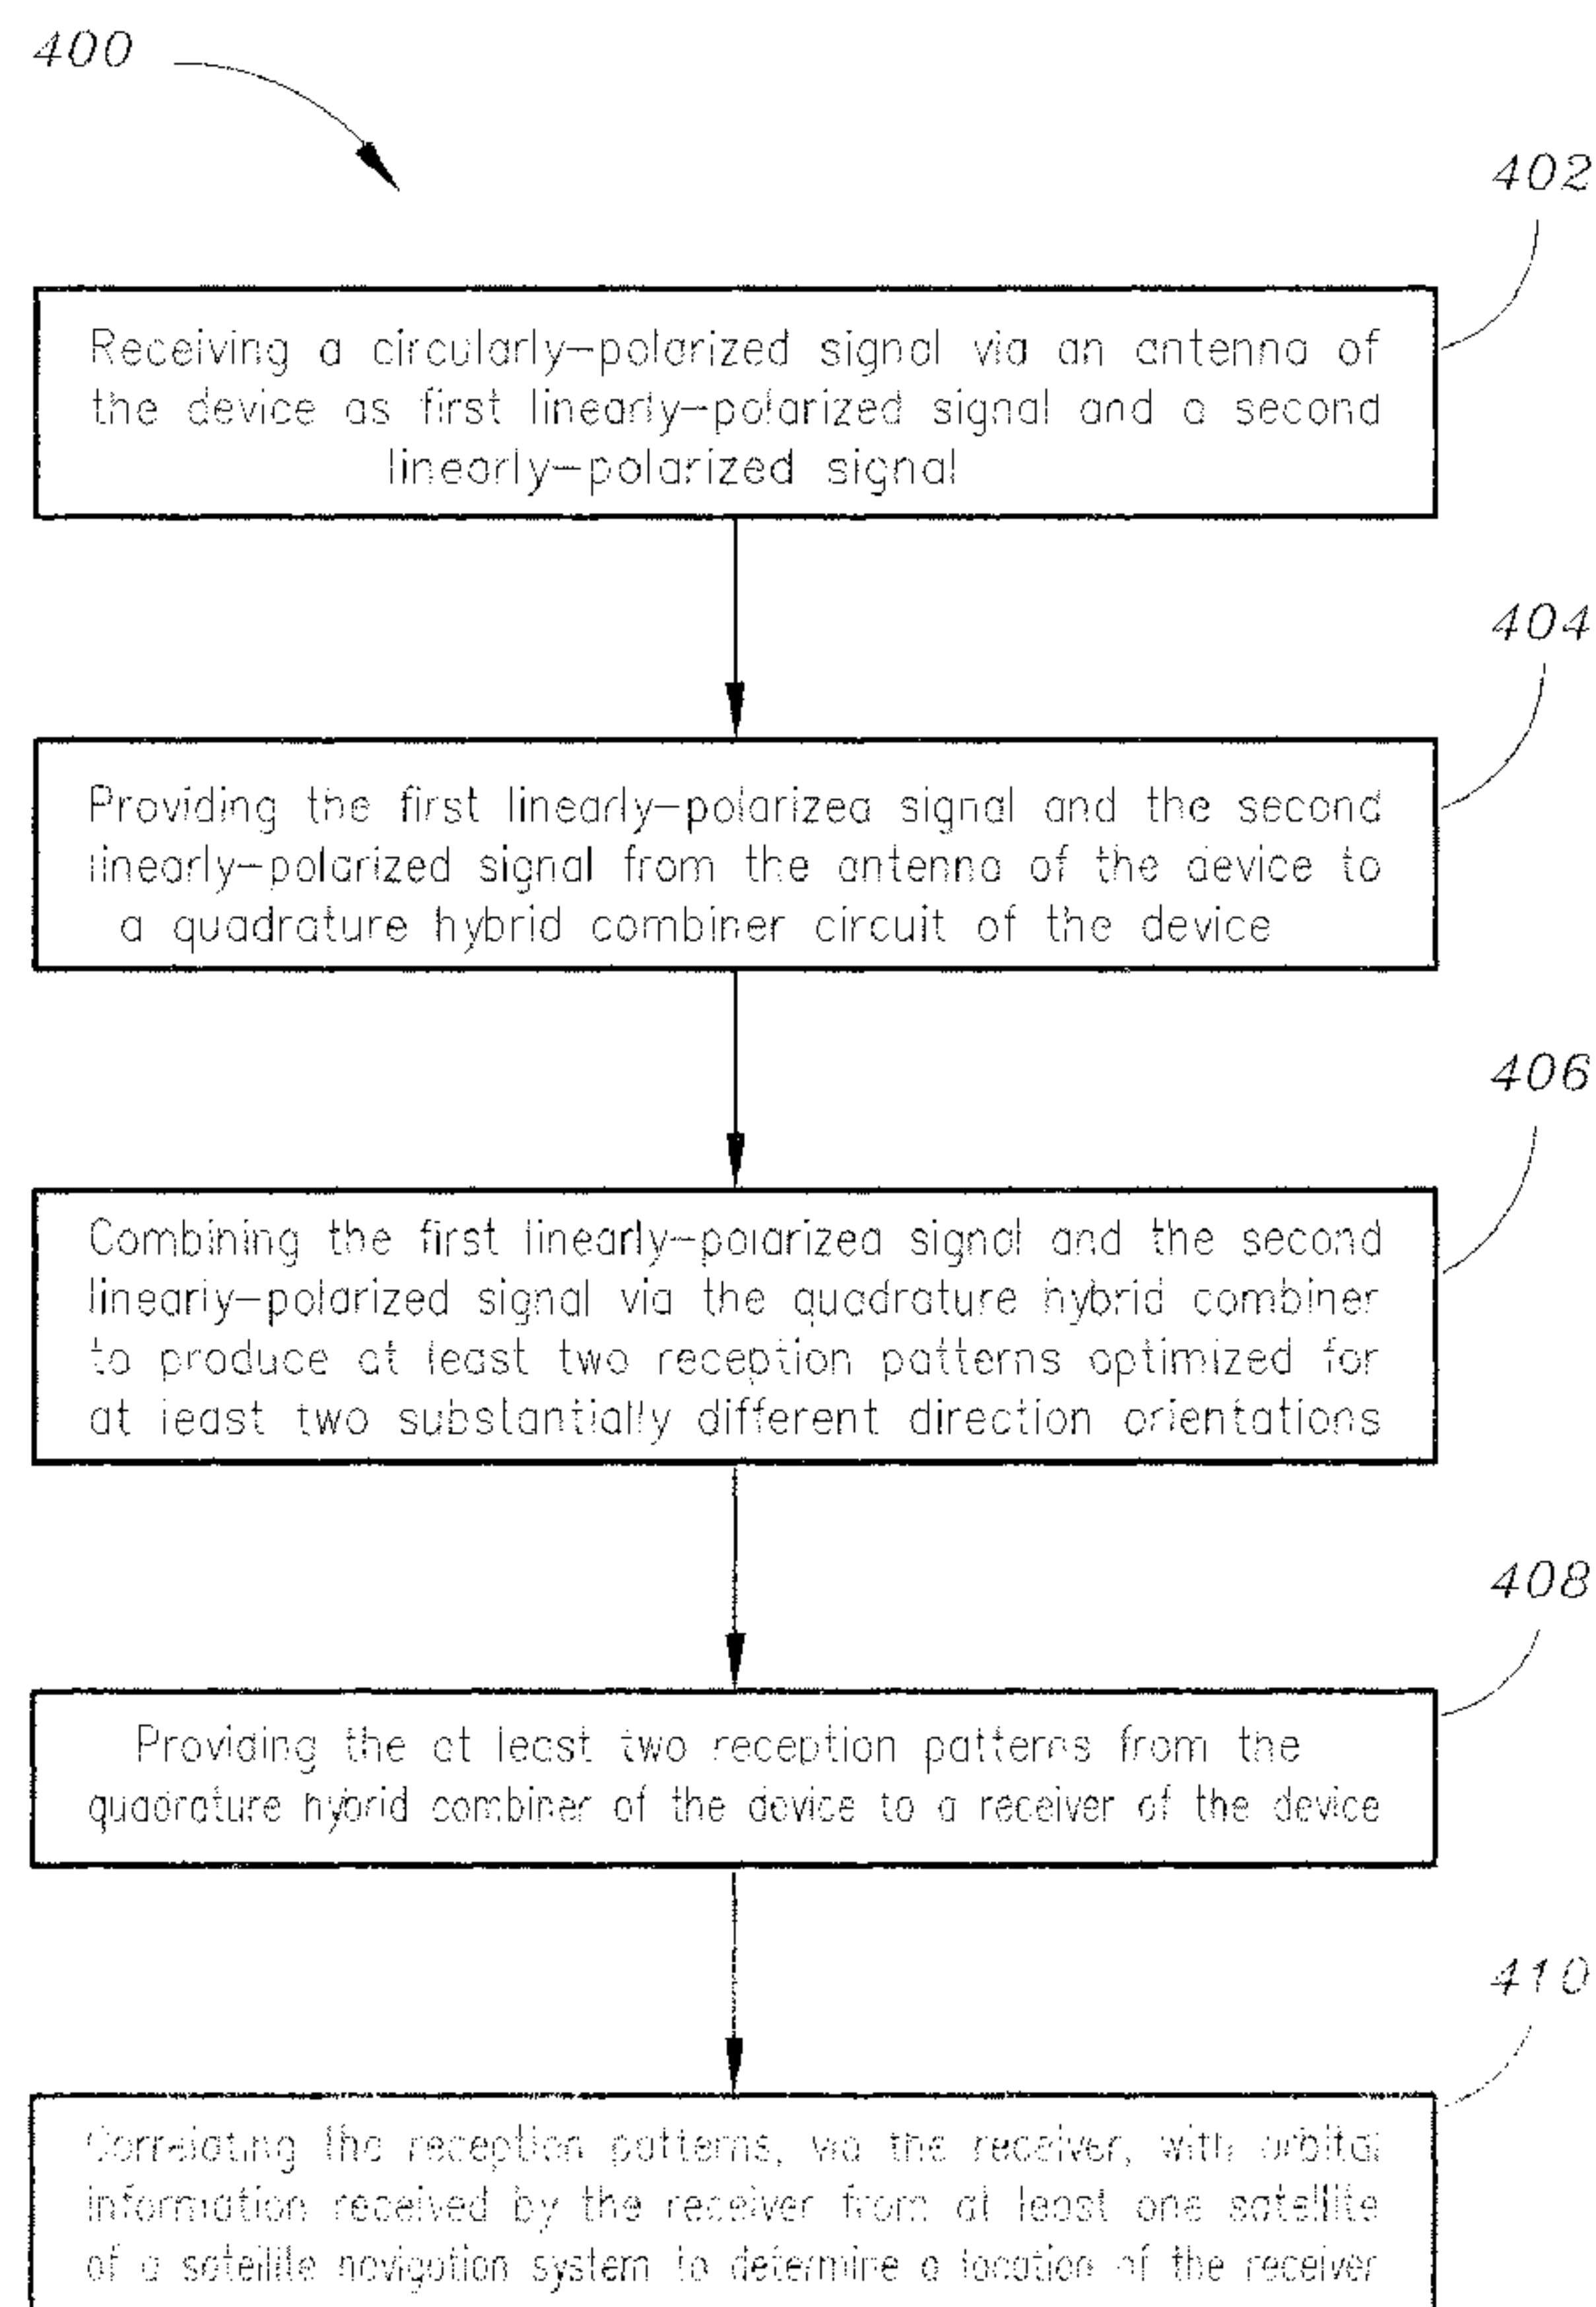 400
402
Receiving a circularly-polarized signal via an antenna of
the device as first linearly-polarized signal and a second
linearly-polarized signal
404
Providing the first linearly-polarized signal and the second
linearly-polarized signal from the antenna of the device to
a quadrature hybrid combiner circuit of the device
406
Combining the first linearly-polarized signal and the second
linearly-polarized signal via the quadrature hybrid combiner
to produce at least two reception patterns optimized for
at least two substantially different direction orientations
408
Providing the at least two reception patterns from the
quadrature hybrid combiner of the device to a receiver of the device
410
Correlating the reception patterns, via the receiver, with orbital
information received by the receiver from at least one satellite
of a satellite navigation system to determine a location of the receiver